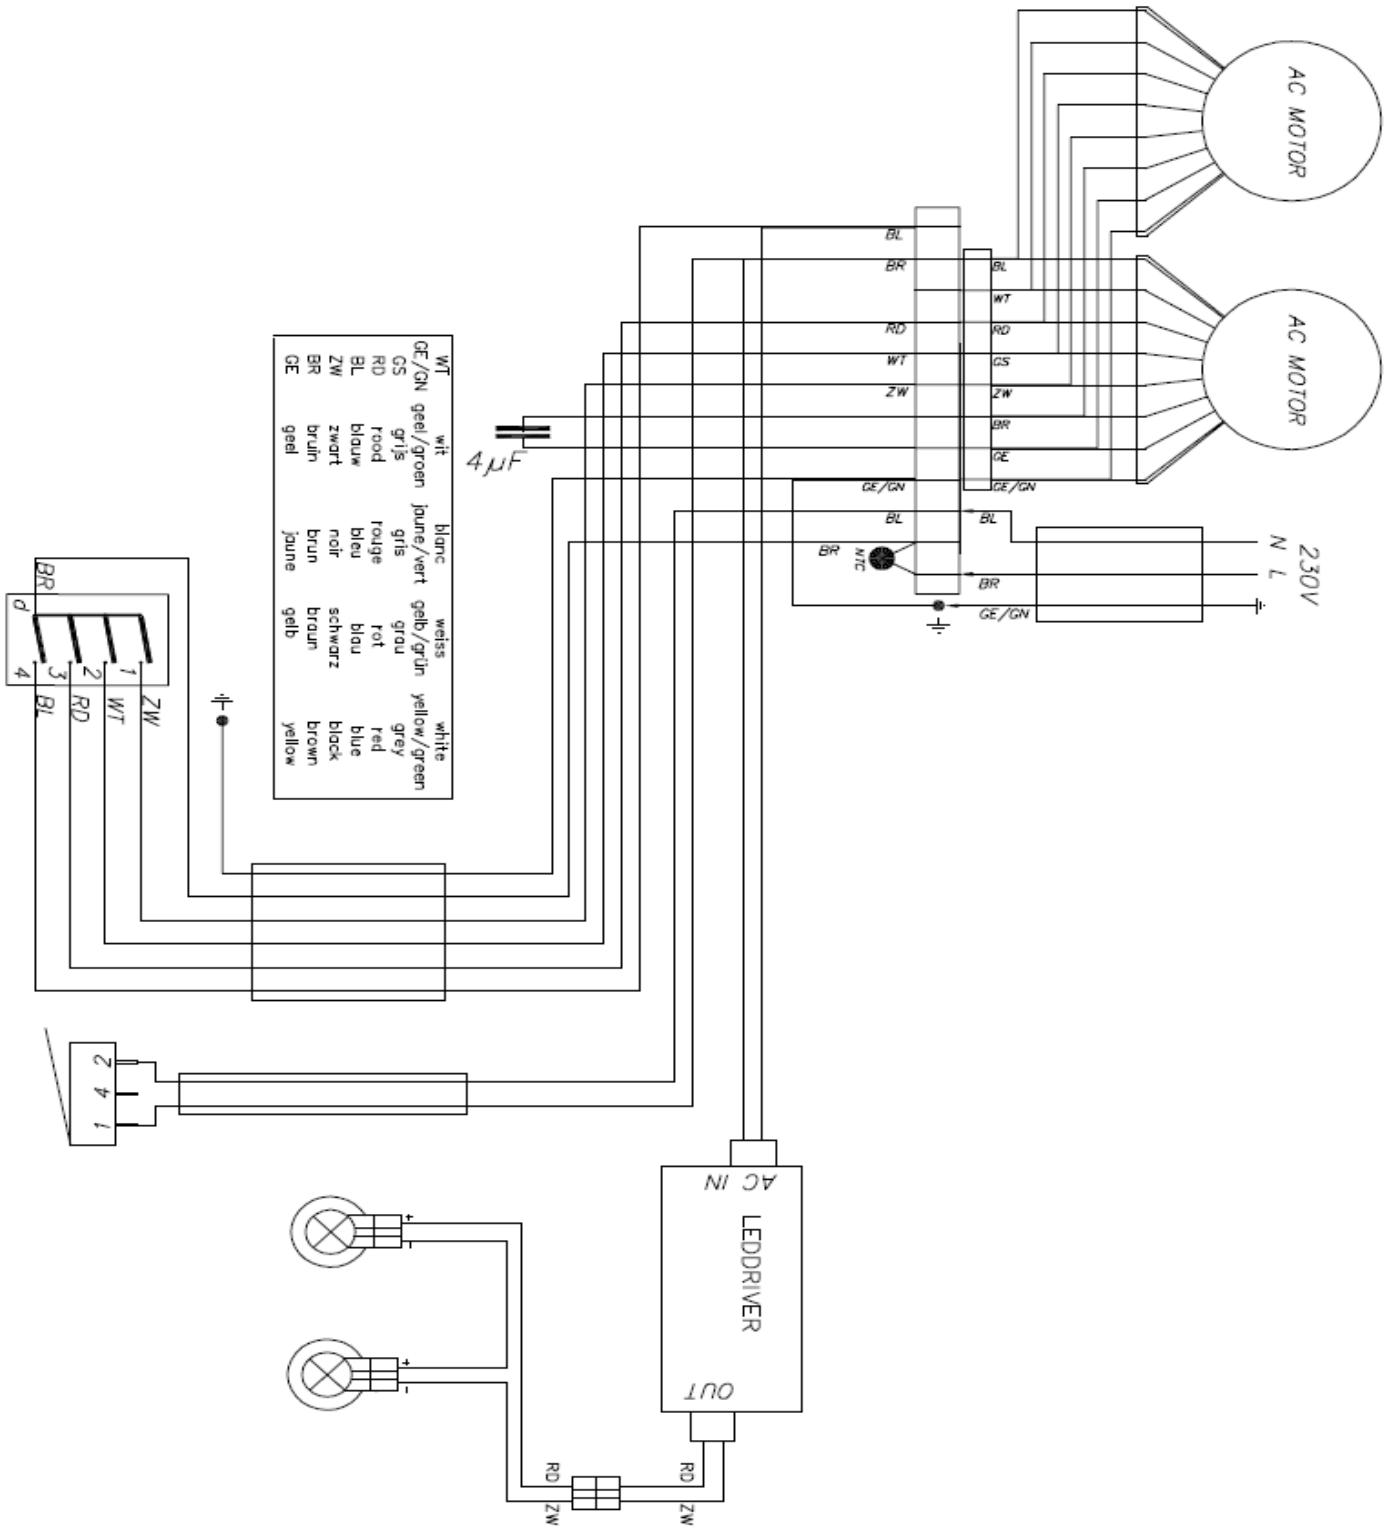 AC MOTOR
AC MOTOR
BL
BR
RD
WT
ZW
GE/GN
BL
BR
NTC
BL
WT
RD
GS
ZW
BR
GE
GE/GN
BL
BR
GE/GN
N
L
230V
4µF
WT wit blanc weiss white
GE/GN geel/groen jaune/vert gelb/grün yellow/green
GS grijs gris grau grey
RD rood rouge rot red
BL blauw bleu blau blue
ZW zwart noir schwarz black
BR bruin brun braun brown
GE geel jaune gelb yellow
BR
d
1
2
3
4
ZW
WT
RD
BL
2
4
1
AC IN
LEDDRIVER
OUT
+
-
+
-
RD
ZW
RD
ZW